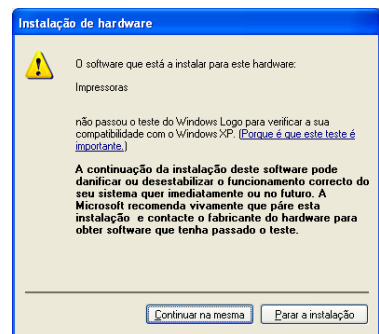 Instalação de hardware
O software que está a instalar para este hardware:
Impressoras
não passou o teste do Windows Logo para verificar a sua
compatibilidade com o Windows XP. (Porque é que este teste é
importante.)
A continuação da instalação deste software pode
danificar ou desestabilizar o funcionamento correcto do
seu sistema quer imediatamente ou no futuro. A
Microsoft recomenda vivamente que páre esta
instalação e contacte o fabricante do hardware para
obter software que tenha passado o teste.
Continuar na mesma
Parar a instalação